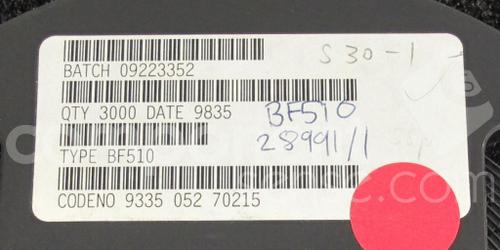 S 30-1
BATCH 09223352
QTY 3000 DATE 9835
BF510
28991/1
TYPE BF510
CODENO 9335 052 70215